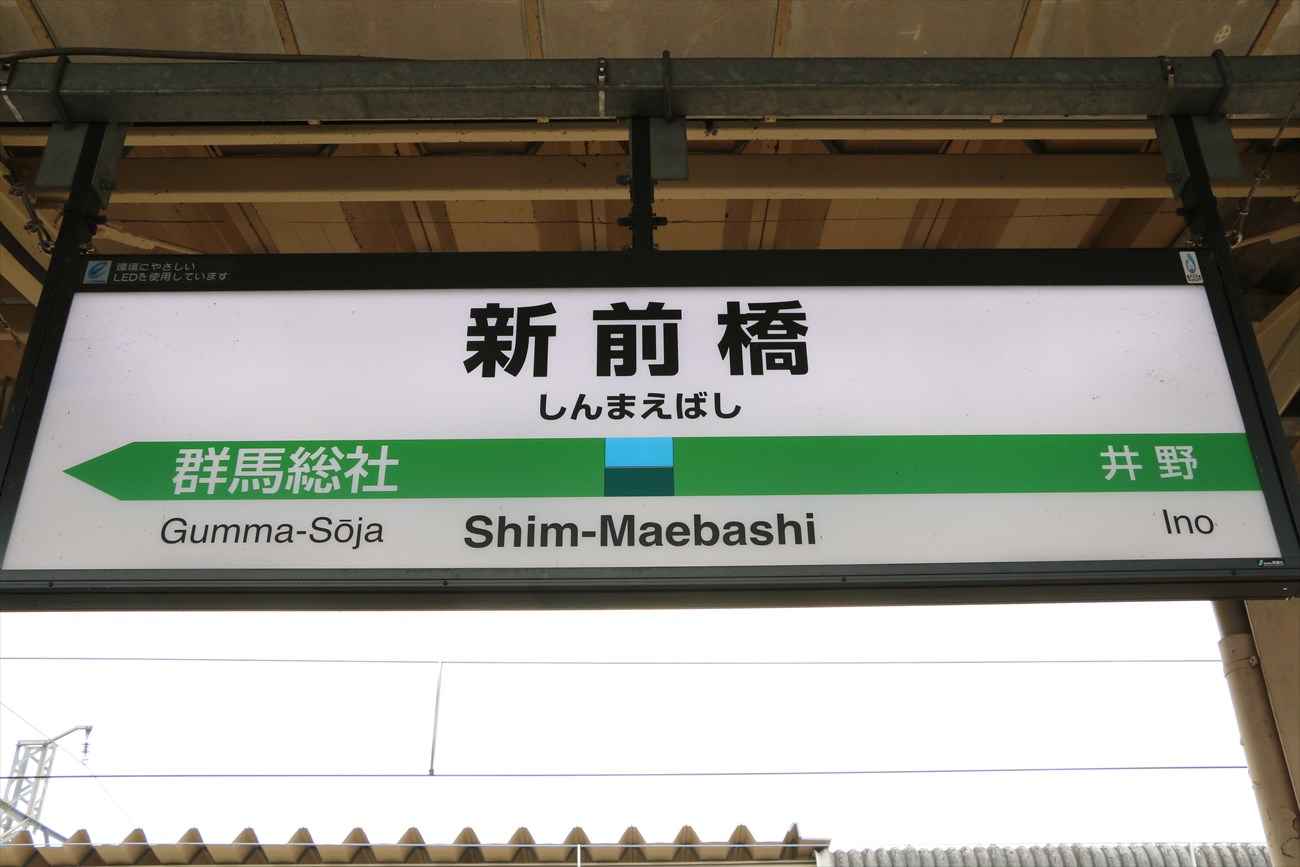 環境にやさしい
LEDを使用しています
新前橋
しんまえばし
群馬総社
井野
Gumma-Sōja
Shim-Maebashi
Ino